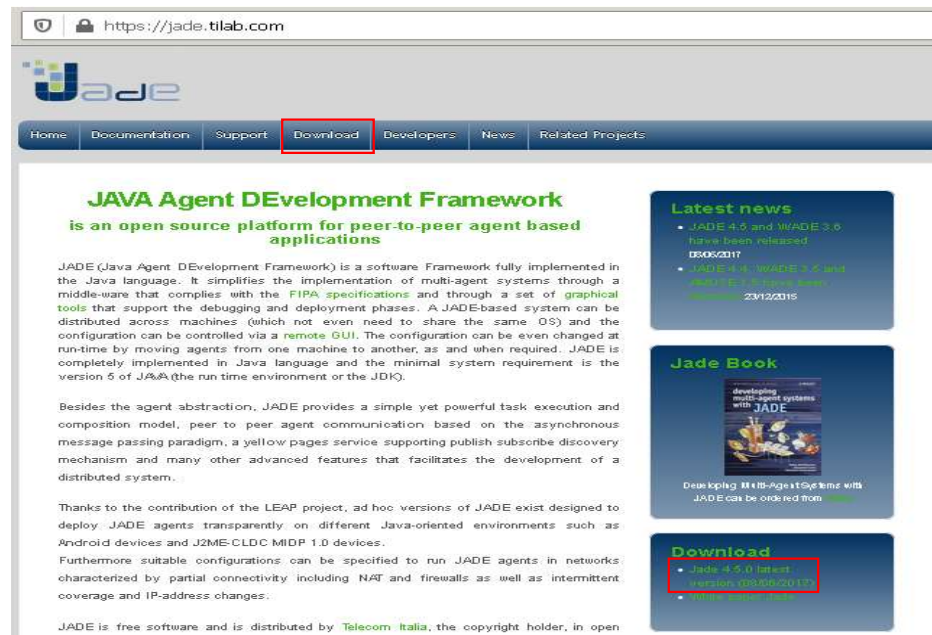 https://jade.tilab.com
Jade
Home Documentation Support Download Developers News Related Projects
JAVA Agent DEvelopment Framework
is an open source platform for peer-to-peer agent based
applications
JADE (Java Agent DEvelopment Framework) is a software Framework fully implemented in
the Java language. It simplifies the implementation of multi-agent systems through a
middle-ware that complies with the FIPA specifications and through a set of graphical
tools that support the debugging and deployment phases. A JADE-based system can be
distributed across machines (which not even need to share the same OS) and the
configuration can be controlled via a remote GUI. The configuration can be even changed at
run-time by moving agents from one machine to another, as and when required. JADE is
completely implemented in Java language and the minimal system requirement is the
version 5 of JAVA (the run time environment or the JDK).
Besides the agent abstraction, JADE provides a simple yet powerful task execution and
composition model, peer to peer agent communication based on the asynchronous
message passing paradigm, a yellow pages service supporting publish subscribe discovery
mechanism and many other advanced features that facilitates the development of a
distributed system.
Thanks to the contribution of the LEAP project, ad hoc versions of JADE exist designed to
deploy JADE agents transparently on different Java-oriented environments such as
Android devices and J2ME-CLDC MIDP 1.0 devices.
Furthermore suitable configurations can be specified to run JADE agents in networks
characterized by partial connectivity including NAT and firewalls as well as intermittent
coverage and IP-address changes.
JADE is free software and is distributed by Telecom Italia, the copyright holder, in open
Latest news
JADE 4.5 and WADE 3.6
have been released
08/06/2017
JADE 4.4, WADE 3.5 and
have been
23/12/2015
Jade Book
developing
multi-agent systems
with JADE
Developing Multi-Agent Systems with
JADE can be ordered from
Download
Jade 4.5.0 latest
version (08/06/2017)